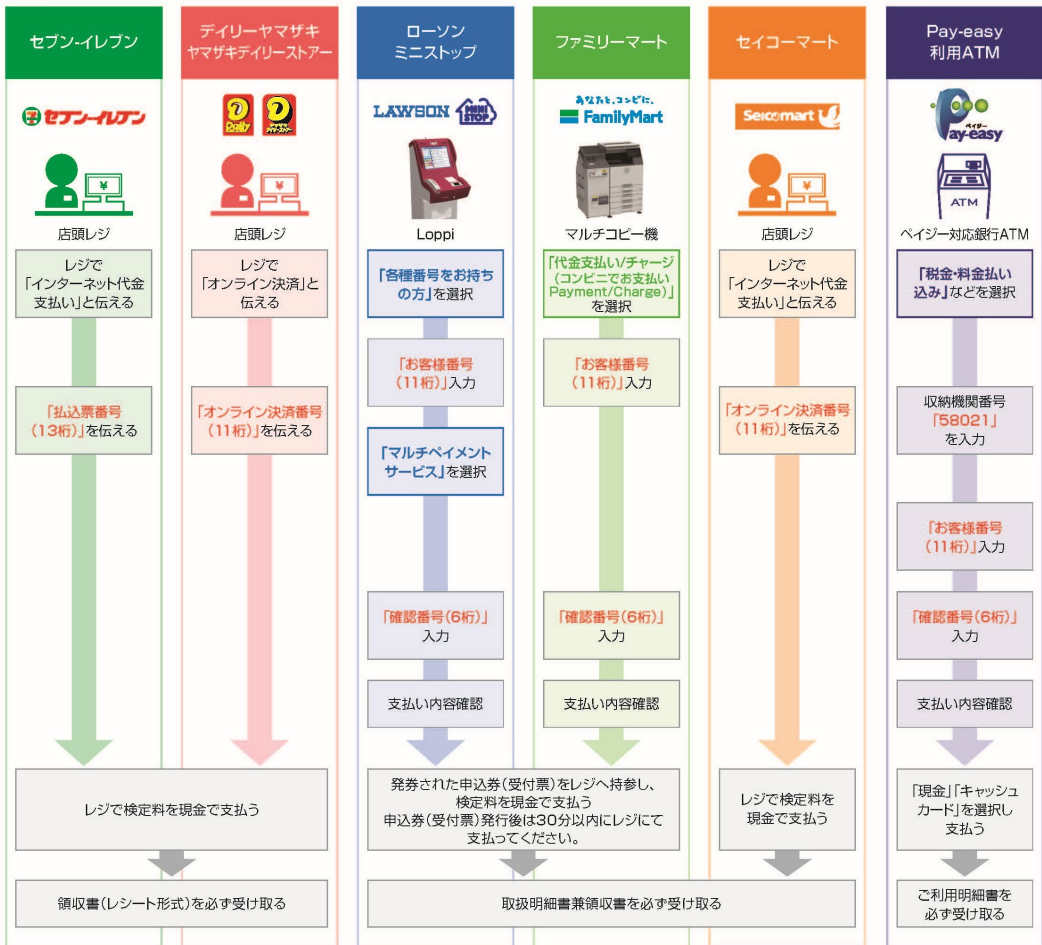 セブン-イレブン
デイリーヤマザキ
ヤマザキデイリーストアー
ローソン
ミニストップ
ファミリーマート
セイコーマート
Pay-easy
利用ATM
セブン-イレブン
Daily
LAWSON
MINI
STOP
あなたと、コンビに、
FamilyMart
Seicomart
ペイジー
Pay-easy
¥
¥
¥
ATM
店頭レジ
店頭レジ
Loppi
マルチコピー機
店頭レジ
ペイジー対応銀行ATM
レジで
「インターネット代金
支払い」と伝える
レジで
「オンライン決済」と
伝える
「各種番号をお持ち
の方」を選択
「代金支払い/チャージ
(コンビニでお支払い
Payment/Charge)」
を選択
レジで
「インターネット代金
支払い」と伝える
「税金・料金払い
込み」などを選択
「払込票番号
(13桁)」を伝える
「オンライン決済番号
(11桁)」を伝える
「お客様番号
(11桁)」入力
「マルチペイメント
サービス」を選択
「お客様番号
(11桁)」入力
「オンライン決済番号
(11桁)」を伝える
収納機関番号
「58021」
を入力
「お客様番号
(11桁)」入力
「確認番号(6桁)」
入力
「確認番号(6桁)」
入力
「確認番号(6桁)」
入力
支払い内容確認
支払い内容確認
支払い内容確認
レジで検定料を現金で支払う
発券された申込券(受付票)をレジへ持参し、
検定料を現金で支払う
申込券(受付票)発行後は30分以内にレジにて
支払ってください。
レジで検定料を
現金で支払う
「現金」「キャッシュ
カード」を選択し
支払う
領収書(レシート形式)を必ず受け取る
取扱明細書兼領収書を必ず受け取る
ご利用明細書を
必ず受け取る